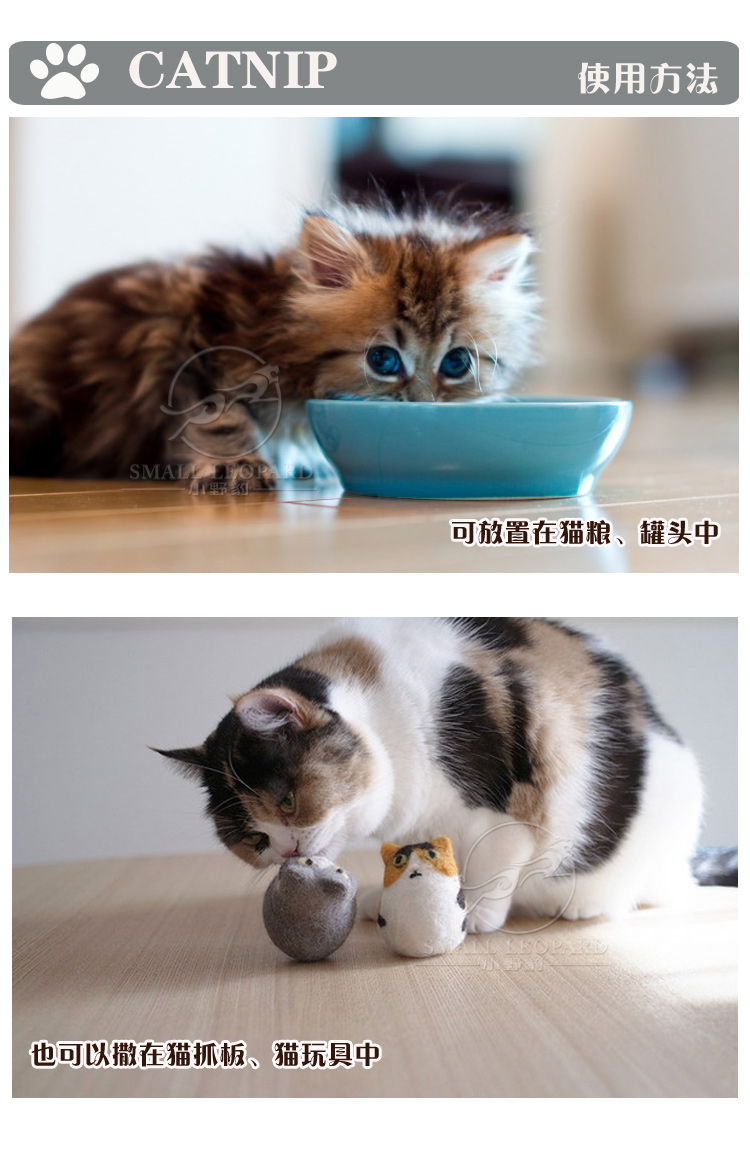 CATNIP
使用方法
SMALL LEOPARD
小野豹
可放置在猫粮、罐头中
SMALL LEOPARD
小野豹
也可以撒在猫抓板、猫玩具中